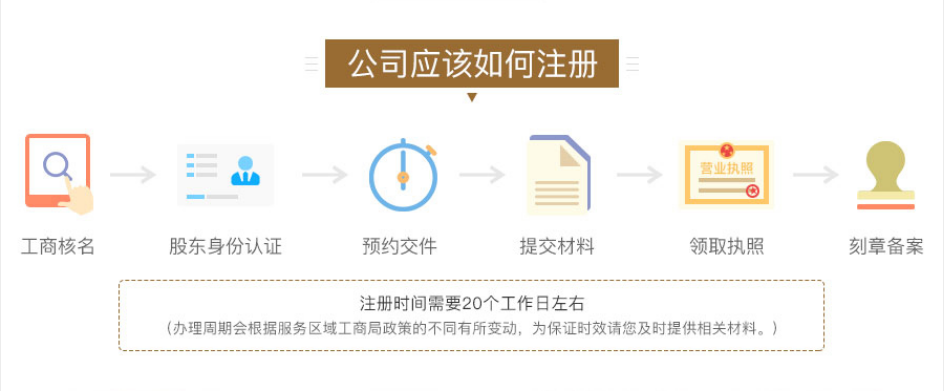 公司应该如何注册
营业执照
工商核名
股东身份认证
预约交件
提交材料
领取执照
刻章备案
注册时间需要20个工作日左右
(办理周期会根据服务区域工商局政策的不同有所变动，为保证时效请您及时提供相关材料。)